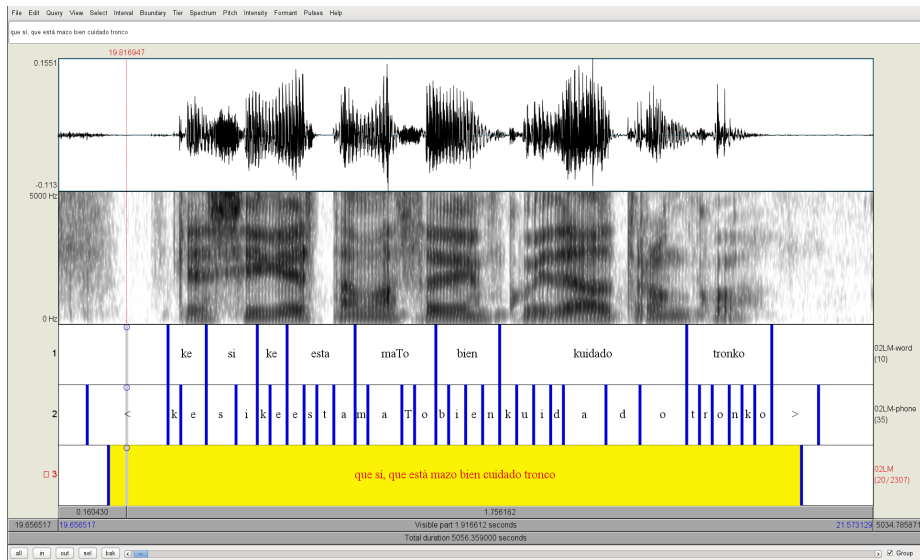 File Edit Query View Select Interval Boundary Tier Spectrum Pitch Intensity Formant Pulses Help
que si, que está mazo bien cuidado tronco
19.816947
0.1551
-0.113
5000 Hz
0 Hz
1 ke si ke esta maTo bien kuidado tronko 02LM-word (10)
2 < k e s i k e e s t a m a T o b i e n k u i d a d o t r o n k o > 02LM-phone (35)
3 que si, que está mazo bien cuidado tronco 02LM (20/2307)
0.160430 1.756182
19.656517 19.656517 Visible part 1.916612 seconds 21.573129 5034.785871
Total duration 5056.359000 seconds
all in out sel bak Group